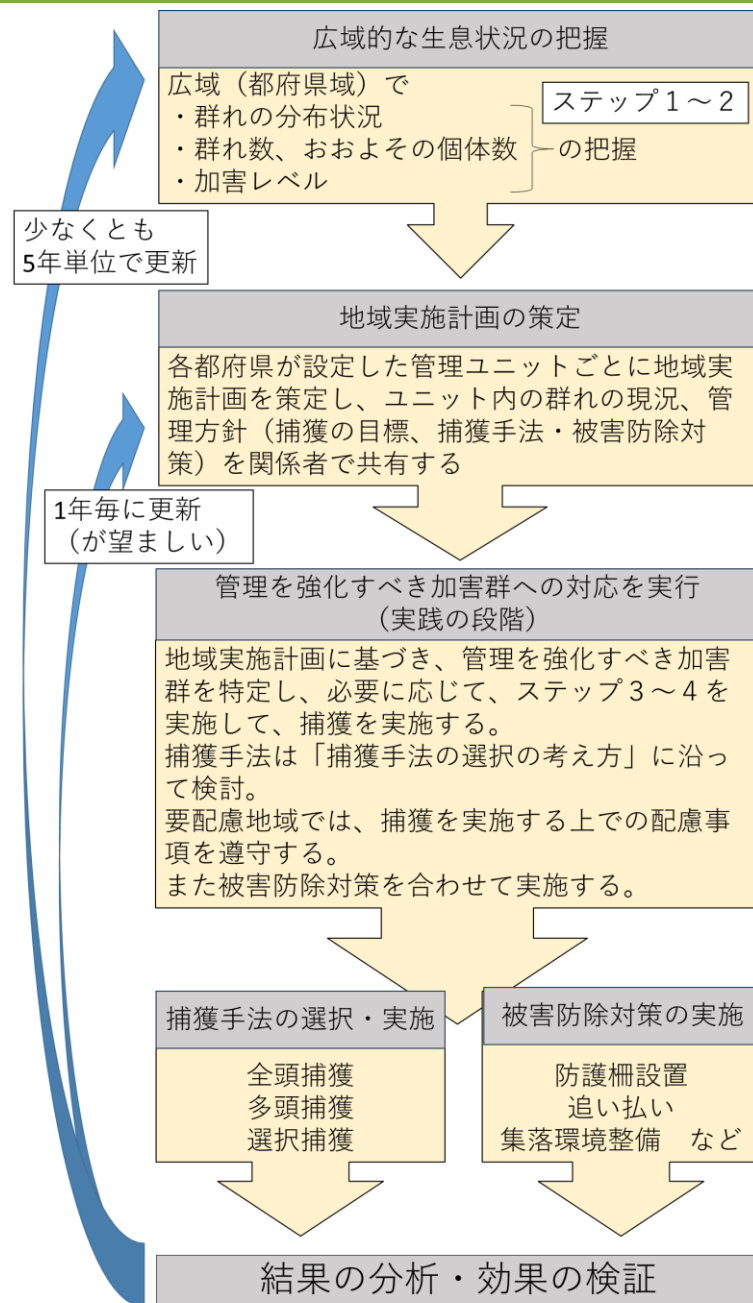 広域的な生息状況の把握
広域（都府県域）で
・群れの分布状況
・群れ数、おおよその個体数
・加害レベル
の把握
ステップ１～２
少なくとも
5年単位で更新
地域実施計画の策定
各都府県が設定した管理ユニットごとに地域実
施計画を策定し、ユニット内の群れの現況、管
理方針（捕獲の目標、捕獲手法・被害防除対
策）を関係者で共有する
1年毎に更新
（が望ましい）
管理を強化すべき加害群への対応を実行
（実践の段階）
地域実施計画に基づき、管理を強化すべき加害
群を特定し、必要に応じて、ステップ３～４を
実施して、捕獲を実施する。
捕獲手法は「捕獲手法の選択の考え方」に沿っ
て検討。
要配慮地域では、捕獲を実施する上での配慮事
項を遵守する。
また被害防除対策を合わせて実施する。
捕獲手法の選択・実施
全頭捕獲
多頭捕獲
選択捕獲
被害防除対策の実施
防護柵設置
追い払い
集落環境整備　など
結果の分析・効果の検証